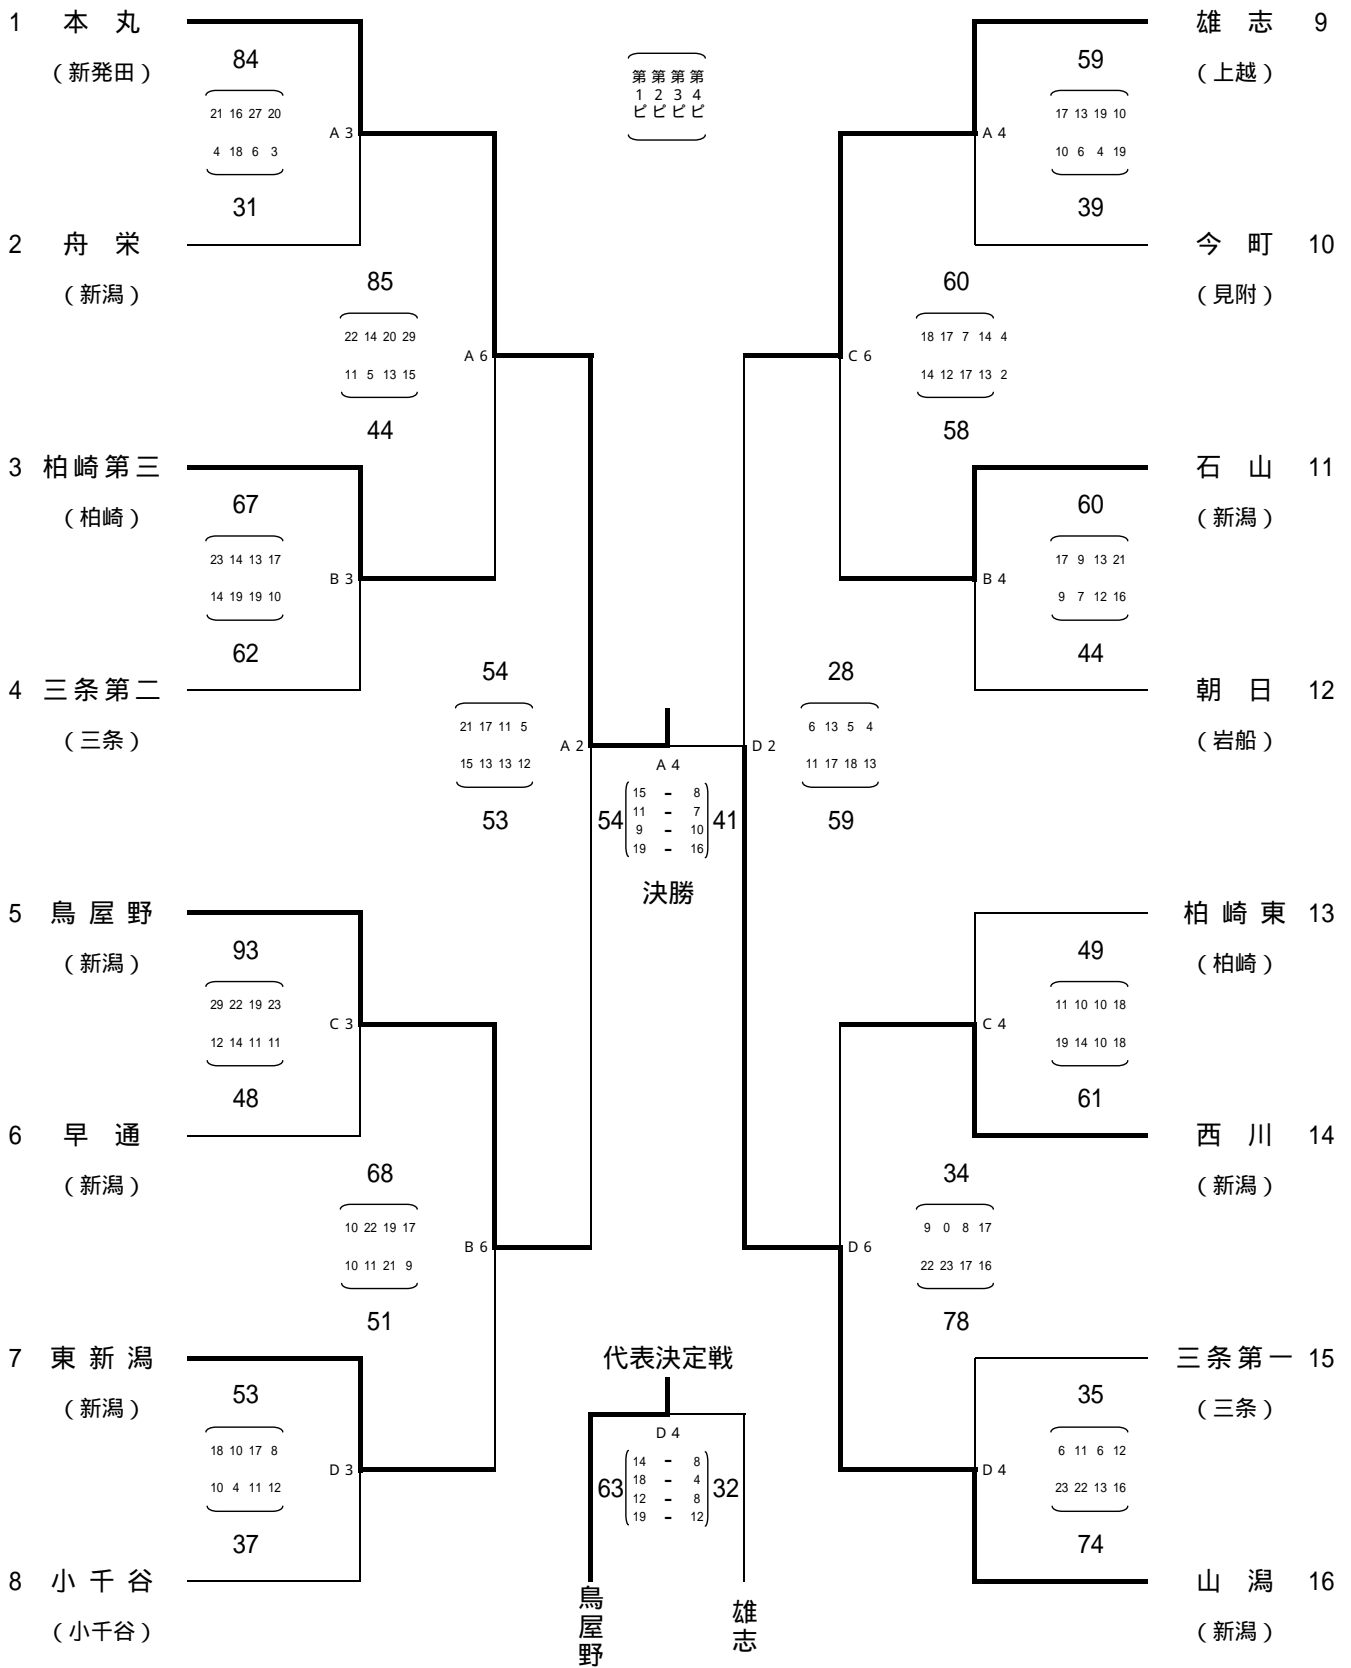 1 本丸
（新発田）
84
21 16 27 20
A 3
4 18 6 3
31
2 舟栄
（新潟）
85
22 14 20 29
A 6
11 5 13 15
44
3 柏崎第三
（柏崎）
67
23 14 13 17
B 3
14 19 19 10
62
4 三条第二
（三条）
54
21 17 11 5
A 2
15 13 13 12
53
5 鳥屋野
（新潟）
93
29 22 19 23
C 3
12 14 11 11
48
6 早通
（新潟）
68
10 22 19 17
B 6
10 11 21 9
51
7 東新潟
（新潟）
53
18 10 17 8
D 3
10 4 11 12
37
8 小千谷
（小千谷）
第1ピ
第2ピ
第3ピ
第4ピ
A 4
15 - 8
11 - 7
54 41
9 - 10
19 - 16
決勝
代表決定戦
D 4
14 - 8
18 - 4
63 32
12 - 8
19 - 12
鳥屋野
雄志
雄志 9
（上越）
59
17 13 19 10
A 4
10 6 4 19
39
今町 10
（見附）
60
18 17 7 14 4
C 6
14 12 17 13 2
58
石山 11
（新潟）
60
17 9 13 21
B 4
9 7 12 16
44
朝日 12
（岩船）
28
6 13 5 4
D 2
11 17 18 13
59
柏崎東 13
（柏崎）
49
11 10 10 18
C 4
19 14 10 18
61
西川 14
（新潟）
34
9 0 8 17
D 6
22 23 17 16
78
三条第一 15
（三条）
35
6 11 6 12
D 4
23 22 13 16
74
山潟 16
（新潟）